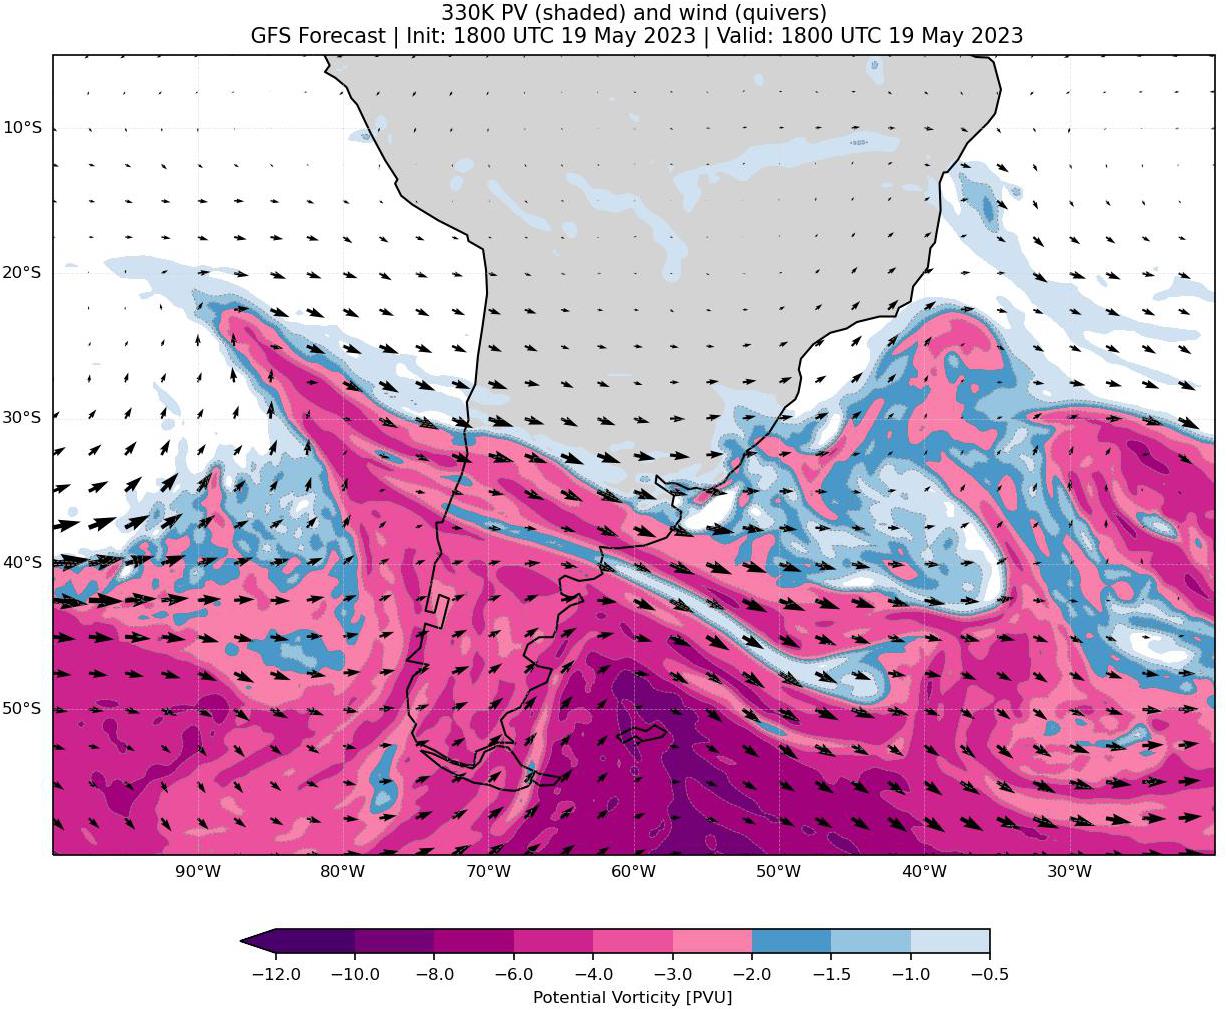 330K PV (shaded) and wind (quivers)
GFS Forecast | Init: 1800 UTC 19 May 2023 | Valid: 1800 UTC 19 May 2023
10°S
20°S
30°S
40°S
50°S
90°W 80°W 70°W 60°W 50°W 40°W 30°W
−12.0 −10.0 −8.0 −6.0 −4.0 −3.0 −2.0 −1.5 −1.0 −0.5
Potential Vorticity [PVU]